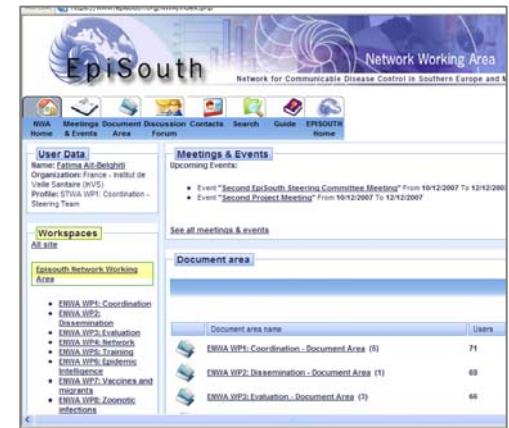 EpiSouth
Network Working Area
Network for Communicable Disease Control in Southern Europe and
NWA Home
Meetings & Events
Document Area
Discussion Forum
Contacts
Search
Guide
EPISOUTH Home
User Data
Name: Fatima Ait-Belghiti
Organization: France - Institut de
Veille Sanitaire (InVS)
Profile: STWA WP1: Coordination -
Steering Team
Workspaces
All site
Episouth Network Working
Area
ENWA WP1: Coordination
ENWA WP2:
Dissemination
ENWA WP3: Evaluation
ENWA WP4: Network
ENWA WP5: Training
ENWA WP6: Epidemic
Intelligence
ENWA WP7: Vaccines and
migrants
ENWA WP8: Zoonotic
infections
Meetings & Events
Upcoming Events:
Event "Second EpiSouth Steering Committee Meeting" From 10/12/2007 To 12/12/200
Event "Second Project Meeting" From 10/12/2007 To 12/12/2007
See all meetings & events
Document area
Document area name Users
ENWA WP1: Coordination - Document Area (5) 71
ENWA WP2: Dissemination - Document Area (1) 69
ENWA WP3: Evaluation - Document Area (3) 66